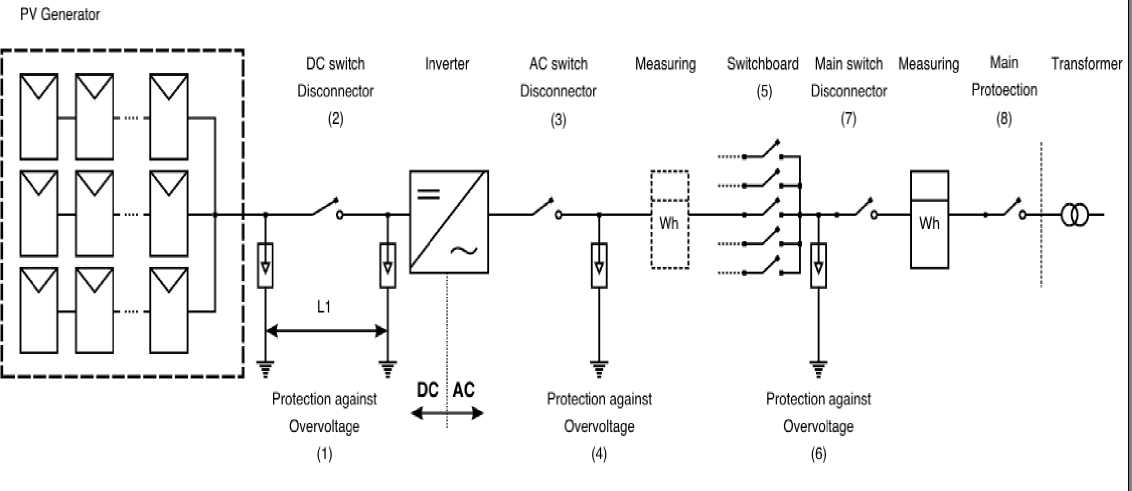 PV Generator
DC switch
Disconnector
(2)
Inverter
AC switch
Disconnector
(3)
Measuring
Switchboard
(5)
Main switch
Disconnector
(7)
Measuring
Main
Protoection
(8)
Transformer
Wh
Wh
L1
DC
AC
Protection against
Overvoltage
(1)
Protection against
Overvoltage
(4)
Protection against
Overvoltage
(6)